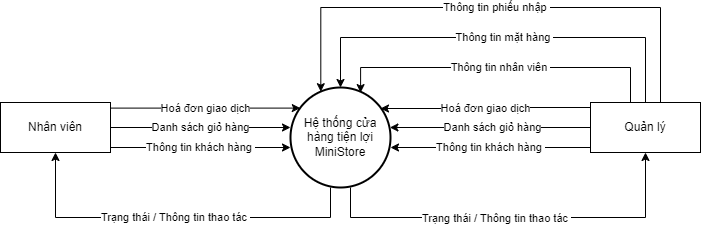 Thông tin phiếu nhập
Thông tin mặt hàng
Thông tin nhân viên
Hoá đơn giao dịch
Hoá đơn giao dịch
Nhân viên
Danh sách giỏ hàng
Hệ thống cửa
hàng tiện lợi
MiniStore
Danh sách giỏ hàng
Quản lý
Thông tin khách hàng
Thông tin khách hàng
Trạng thái / Thông tin thao tác
Trạng thái / Thông tin thao tác